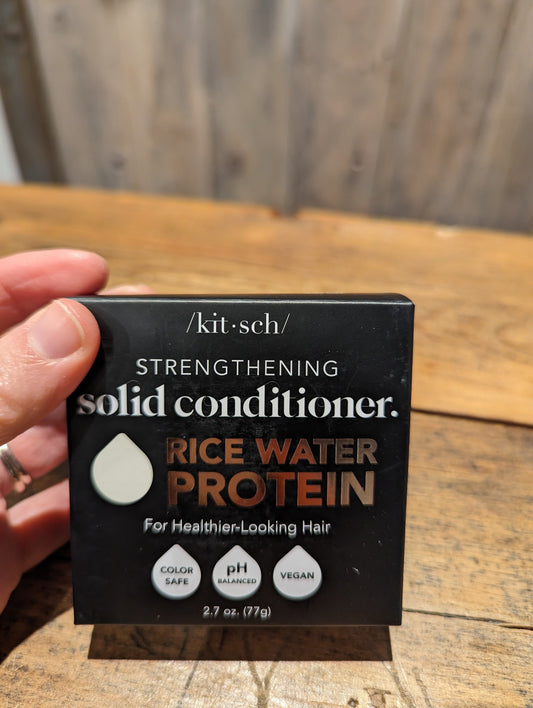 /kit·sch/
STRENGTHENING
solid conditioner.
RICE WATER
PROTEIN
For Healthier-Looking Hair
COLOR
SAFE
pH
BALANCED
VEGAN
2.7 oz. (77g)